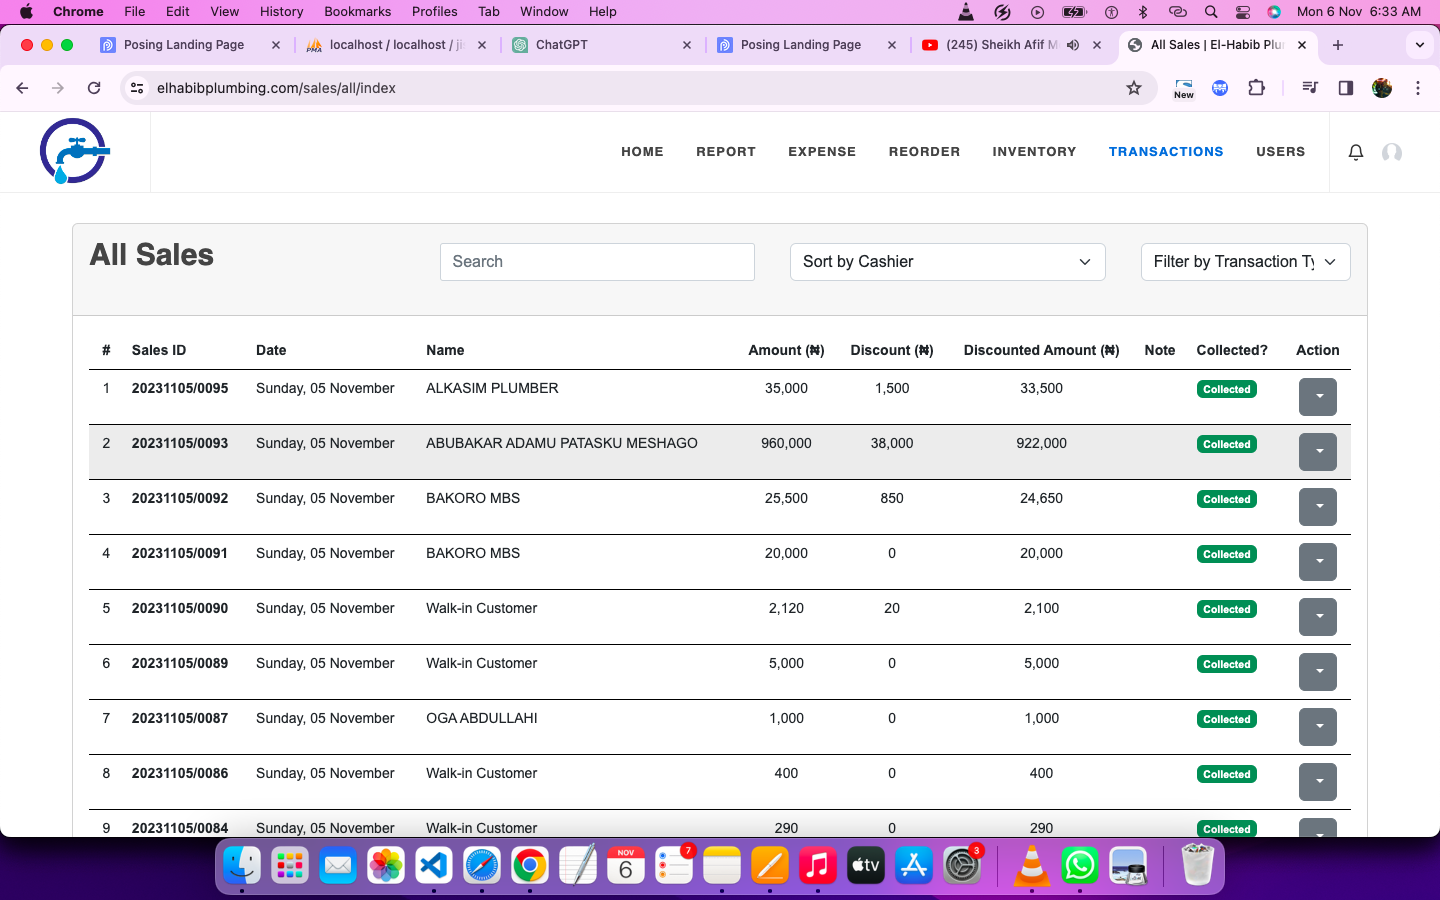 Chrome File Edit View History Bookmarks Profiles Tab Window Help Mon 6 Nov 6:33 AM
Posing Landing Page localhost / localhost / ji ChatGPT Posing Landing Page (245) Sheikh Afif M All Sales | El-Habib Plu
elhabibplumbing.com/sales/all/index New
HOME REPORT EXPENSE REORDER INVENTORY TRANSACTIONS USERS
All Sales Search Sort by Cashier Filter by Transaction Ty
# Sales ID Date Name Amount (₦) Discount (₦) Discounted Amount (₦) Note Collected? Action
1 20231105/0095 Sunday, 05 November ALKASIM PLUMBER 35,000 1,500 33,500 Collected
2 20231105/0093 Sunday, 05 November ABUBAKAR ADAMU PATASKU MESHAGO 960,000 38,000 922,000 Collected
3 20231105/0092 Sunday, 05 November BAKORO MBS 25,500 850 24,650 Collected
4 20231105/0091 Sunday, 05 November BAKORO MBS 20,000 0 20,000 Collected
5 20231105/0090 Sunday, 05 November Walk-in Customer 2,120 20 2,100 Collected
6 20231105/0089 Sunday, 05 November Walk-in Customer 5,000 0 5,000 Collected
7 20231105/0087 Sunday, 05 November OGA ABDULLAHI 1,000 0 1,000 Collected
8 20231105/0086 Sunday, 05 November Walk-in Customer 400 0 400 Collected
9 20231105/0084 Sunday, 05 November Walk-in Customer 290 0 290 Collected
NOV 6 7 tv 3